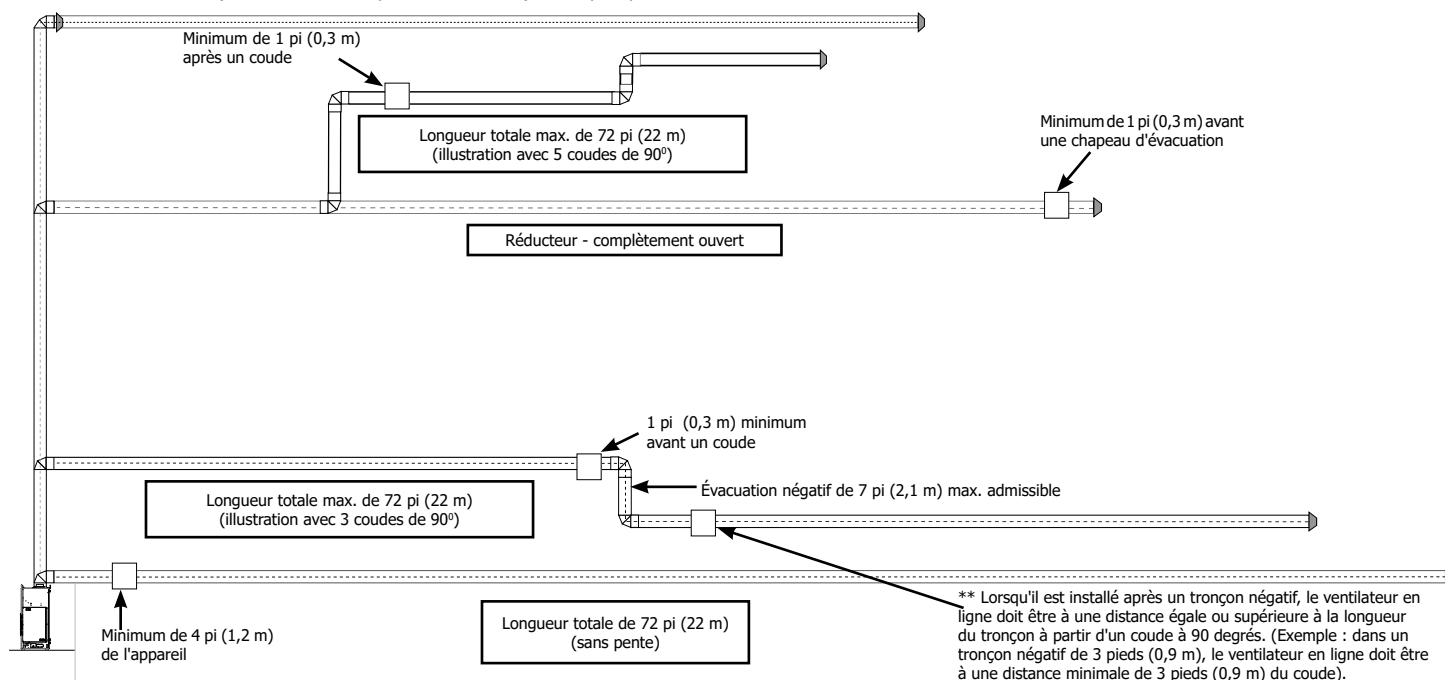 Minimum de 1 pi (0,3 m)
après un coude
Longueur totale max. de 72 pi (22 m)
(illustration avec 5 coudes de 90⁰)
Minimum de 1 pi (0,3 m) avant
une chapeau d'évacuation
Réducteur - complètement ouvert
1 pi (0,3 m) minimum
avant un coude
Évacuation négatif de 7 pi (2,1 m) max. admissible
Longueur totale max. de 72 pi (22 m)
(illustration avec 3 coudes de 90⁰)
Minimum de 4 pi (1,2 m)
de l'appareil
Longueur totale de 72 pi (22 m)
(sans pente)
** Lorsqu'il est installé après un tronçon négatif, le ventilateur en
ligne doit être à une distance égale ou supérieure à la longueur
du tronçon à partir d'un coude à 90 degrés. (Exemple : dans un
tronçon négatif de 3 pieds (0,9 m), le ventilateur en ligne doit être
à une distance minimale de 3 pieds (0,9 m) du coude).